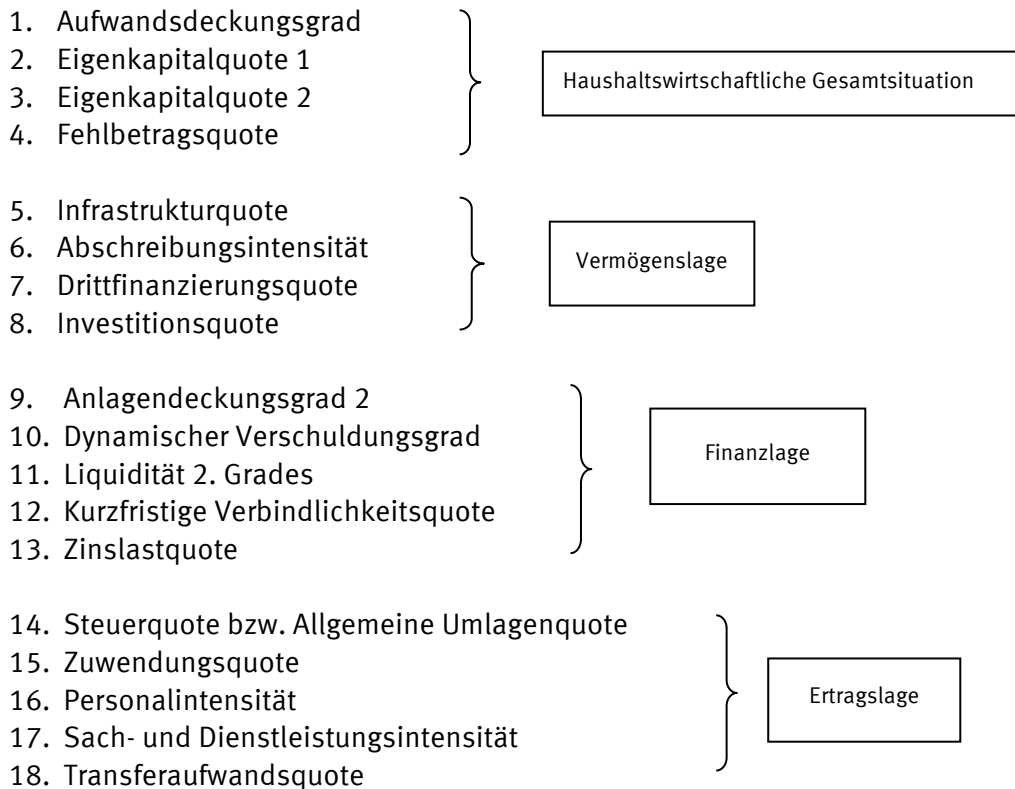 1. Aufwandsdeckungsgrad
2. Eigenkapitalquote 1
3. Eigenkapitalquote 2
4. Fehlbetragsquote
Haushaltswirtschaftliche Gesamtsituation
5. Infrastrukturquote
6. Abschreibungsintensität
7. Drittfinanzierungsquote
8. Investitionsquote
Vermögenslage
9. Anlagendeckungsgrad 2
10. Dynamischer Verschuldungsgrad
11. Liquidität 2. Grades
12. Kurzfristige Verbindlichkeitsquote
13. Zinslastquote
Finanzlage
14. Steuerquote bzw. Allgemeine Umlagenquote
15. Zuwendungsquote
16. Personalintensität
17. Sach- und Dienstleistungsintensität
18. Transferaufwandsquote
Ertragslage